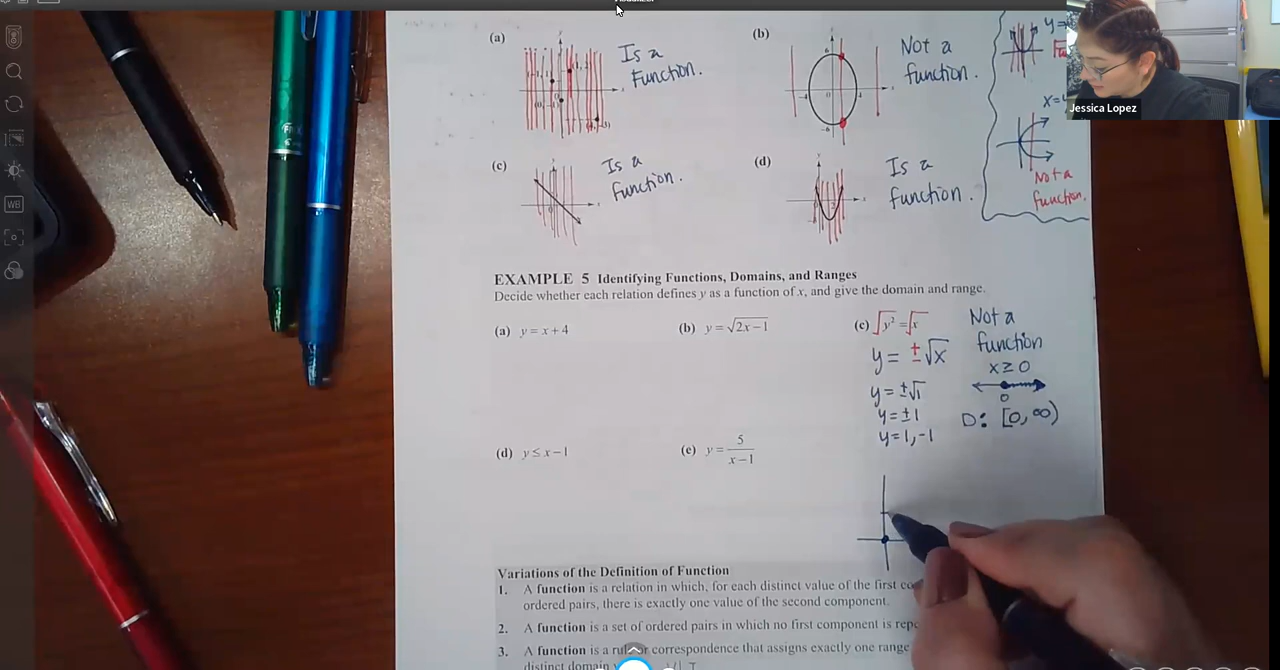 (a)
Is a
function.
(b)
Not a
function.
y=
x=
Jessica Lopez
Not a
function.
(c)
Is a
function.
(d)
Is a
function.
EXAMPLE 5 Identifying Functions, Domains, and Ranges
Decide whether each relation defines y as a function of x, and give the domain and range.
(a) y = x + 4
(b) y = √2x−1
(c) √y² = √x
Not a
function
y = ±√x
x ≥ 0
0
y = ±√1
y = ±1
D: [0, ∞)
y = 1, -1
(d) y ≤ x − 1
(e) y = 5
x − 1
Variations of the Definition of Function
1. A function is a relation in which, for each distinct value of the first
ordered pairs, there is exactly one value of the second component.
2. A function is a set of ordered pairs in which no first component is
3. A function is a correspondence that assigns exactly one range
distinct domain
WB